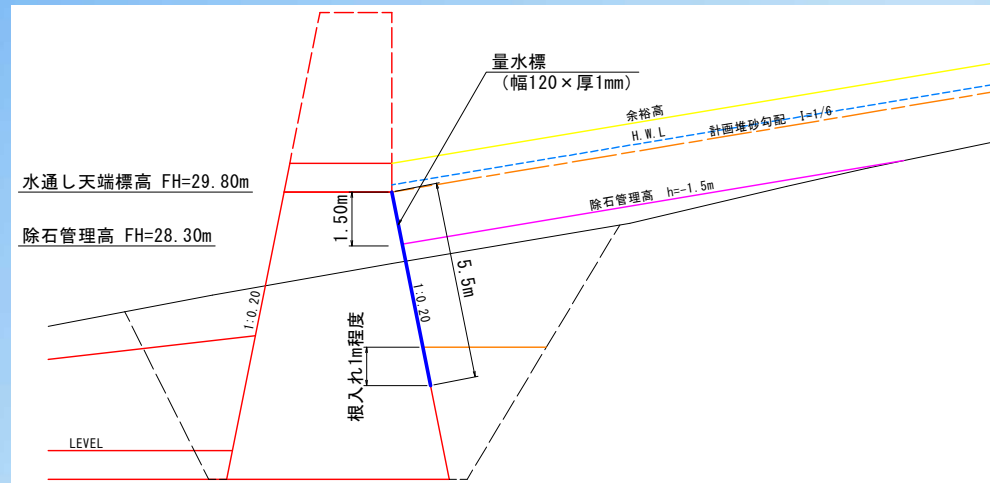 量水標
（幅120×厚1mm）
余裕高
H.W.L
計画堆砂勾配 I=1/6
水通し天端標高 FH=29.80m
除石管理高 h=-1.5m
1.50m
除石管理高 FH=28.30m
5.5m
1:0.20
1:0.20
根入れ1m程度
LEVEL